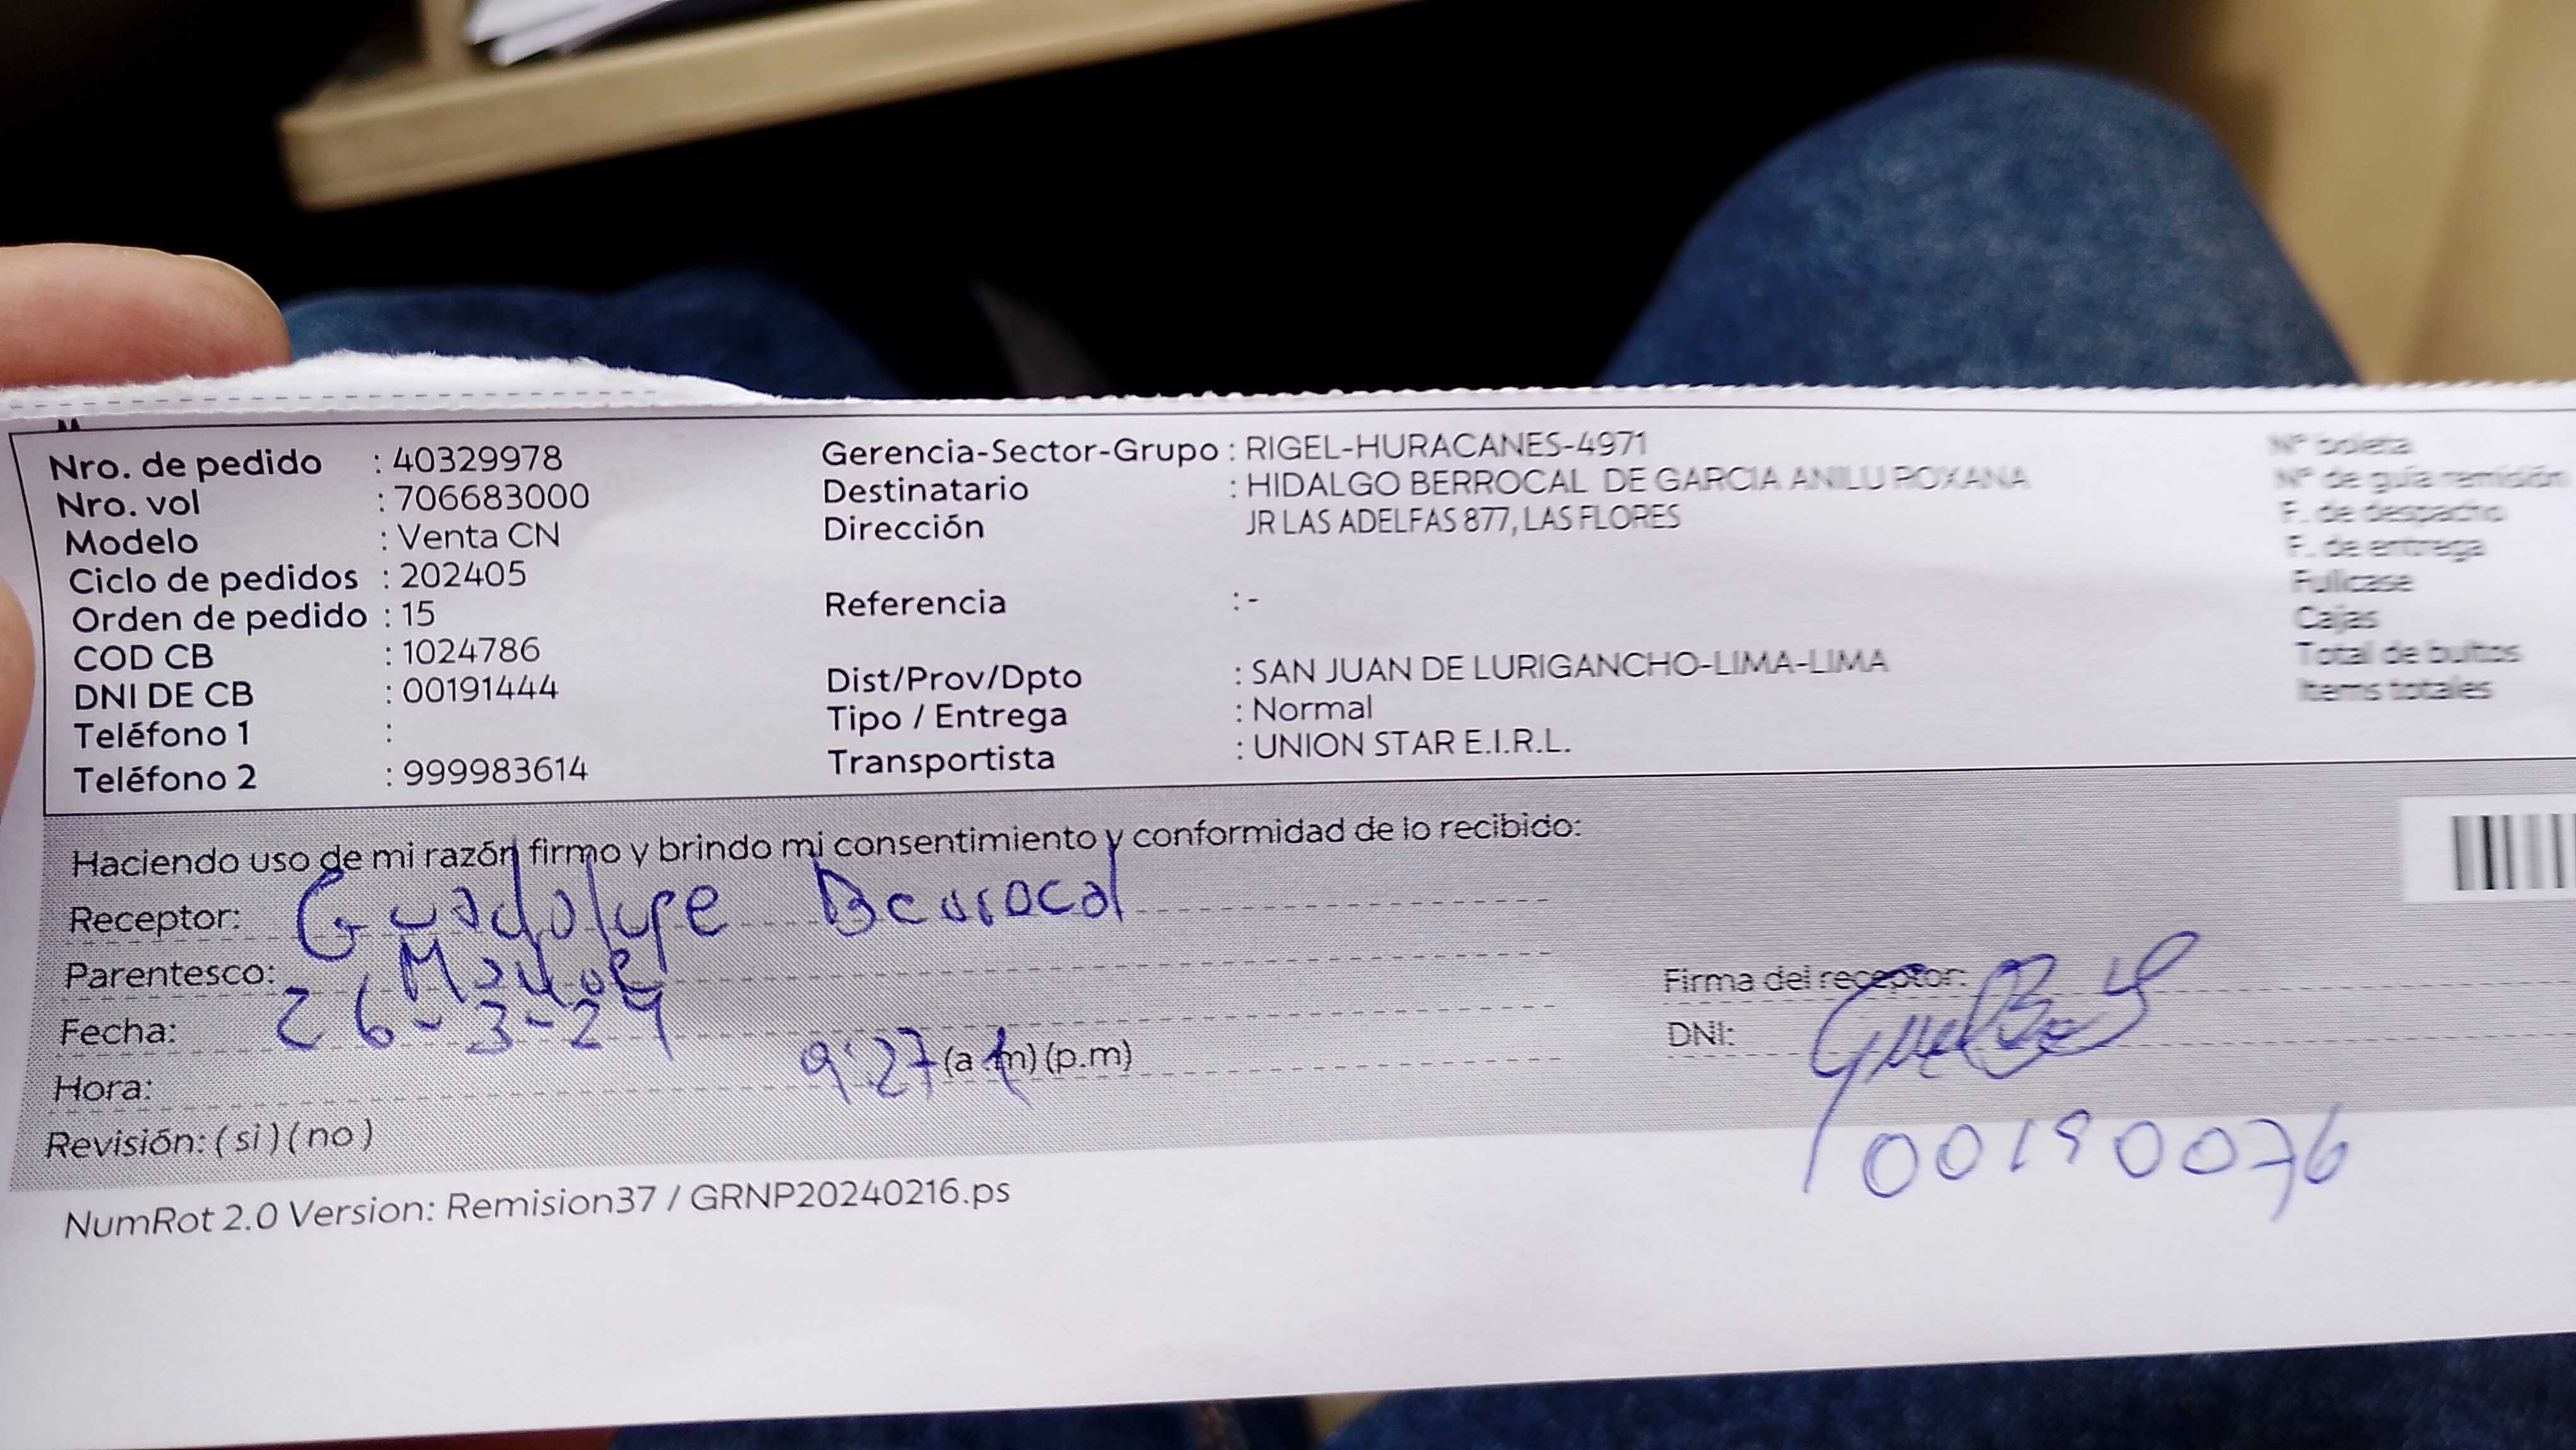 Nro. de pedido : 40329978
Nro. vol : 706683000
Modelo : Venta CN
Ciclo de pedidos : 202405
Orden de pedido : 15
COD CB : 1024786
DNI DE CB : 00191444
Teléfono 1 :
Teléfono 2 : 999983614
Gerencia-Sector-Grupo : RIGEL-HURACANES-4971
Destinatario : HIDALGO BERROCAL DE GARCIA ANILU ROXANA
Dirección JR LAS ADELFAS 877, LAS FLORES
Referencia : -
Dist/Prov/Dpto : SAN JUAN DE LURIGANCHO-LIMA-LIMA
Tipo / Entrega : Normal
Transportista : UNION STAR E.I.R.L.
Nº boleta
Nº de guía remisión
F. de despacho
F. de entrega
Fullcase
Cajas
Total de bultos
Items totales
Haciendo uso de mi razón firmo y brindo mi consentimiento y conformidad de lo recibido:
Receptor: Guadalupe Berrocal
Parentesco:
Fecha: 26-3-24
Hora: 9:27 (a.m) (p.m)
Revisión: ( si ) ( no )
Firma del receptor:
DNI:
00190076
NumRot 2.0 Version: Remision37 / GRNP20240216.ps